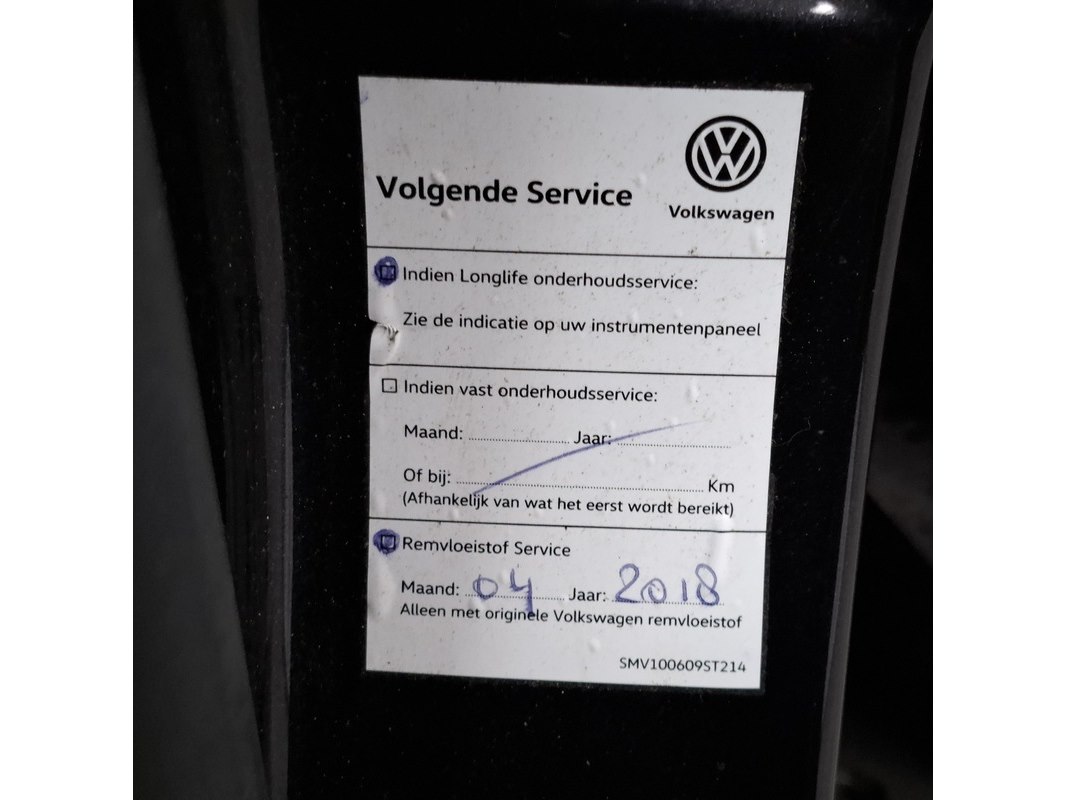 Volgende Service
Volkswagen
Indien Longlife onderhoudsservice:
Zie de indicatie op uw instrumentenpaneel
Indien vast onderhoudsservice:
Maand: Jaar:
Of bij: Km
(Afhankelijk van wat het eerst wordt bereikt)
Remvloeistof Service
Maand: 04 Jaar: 2018
Alleen met originele Volkswagen remvloeistof
SMV100609ST214